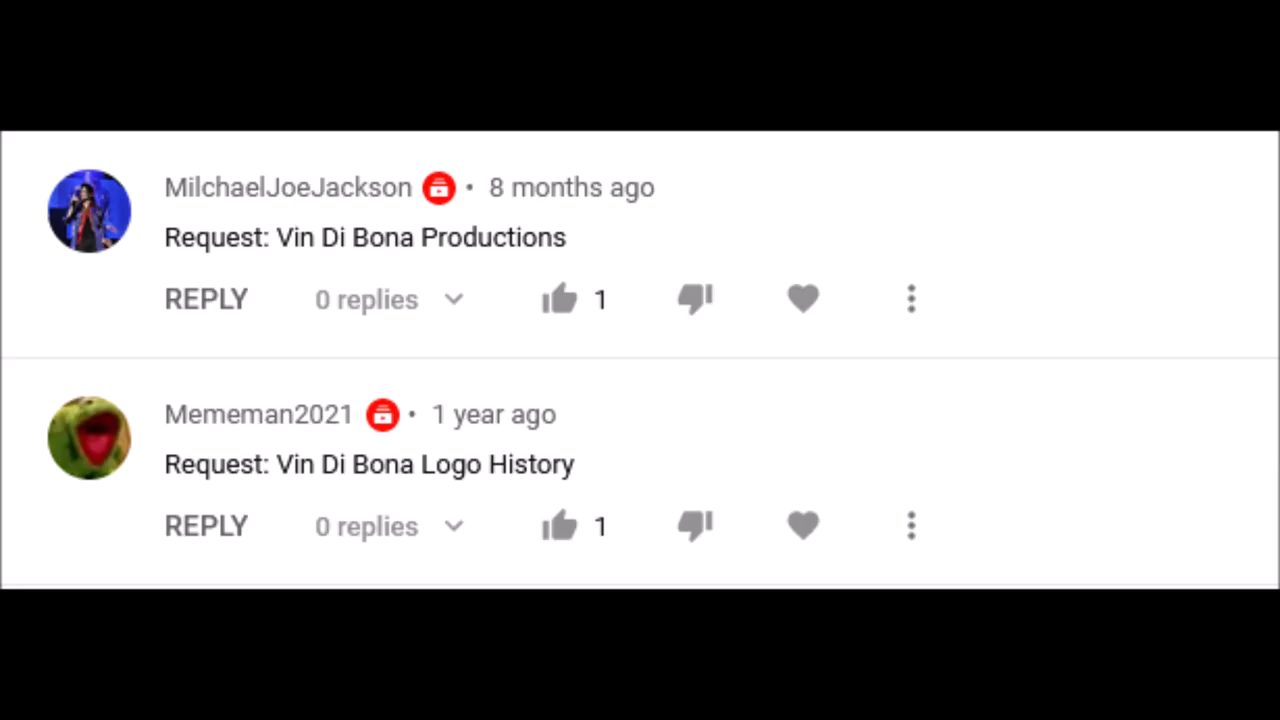 MilchaelJoeJackson • 8 months ago
Request: Vin Di Bona Productions
REPLY 0 replies 1
Mememan2021 • 1 year ago
Request: Vin Di Bona Logo History
REPLY 0 replies 1